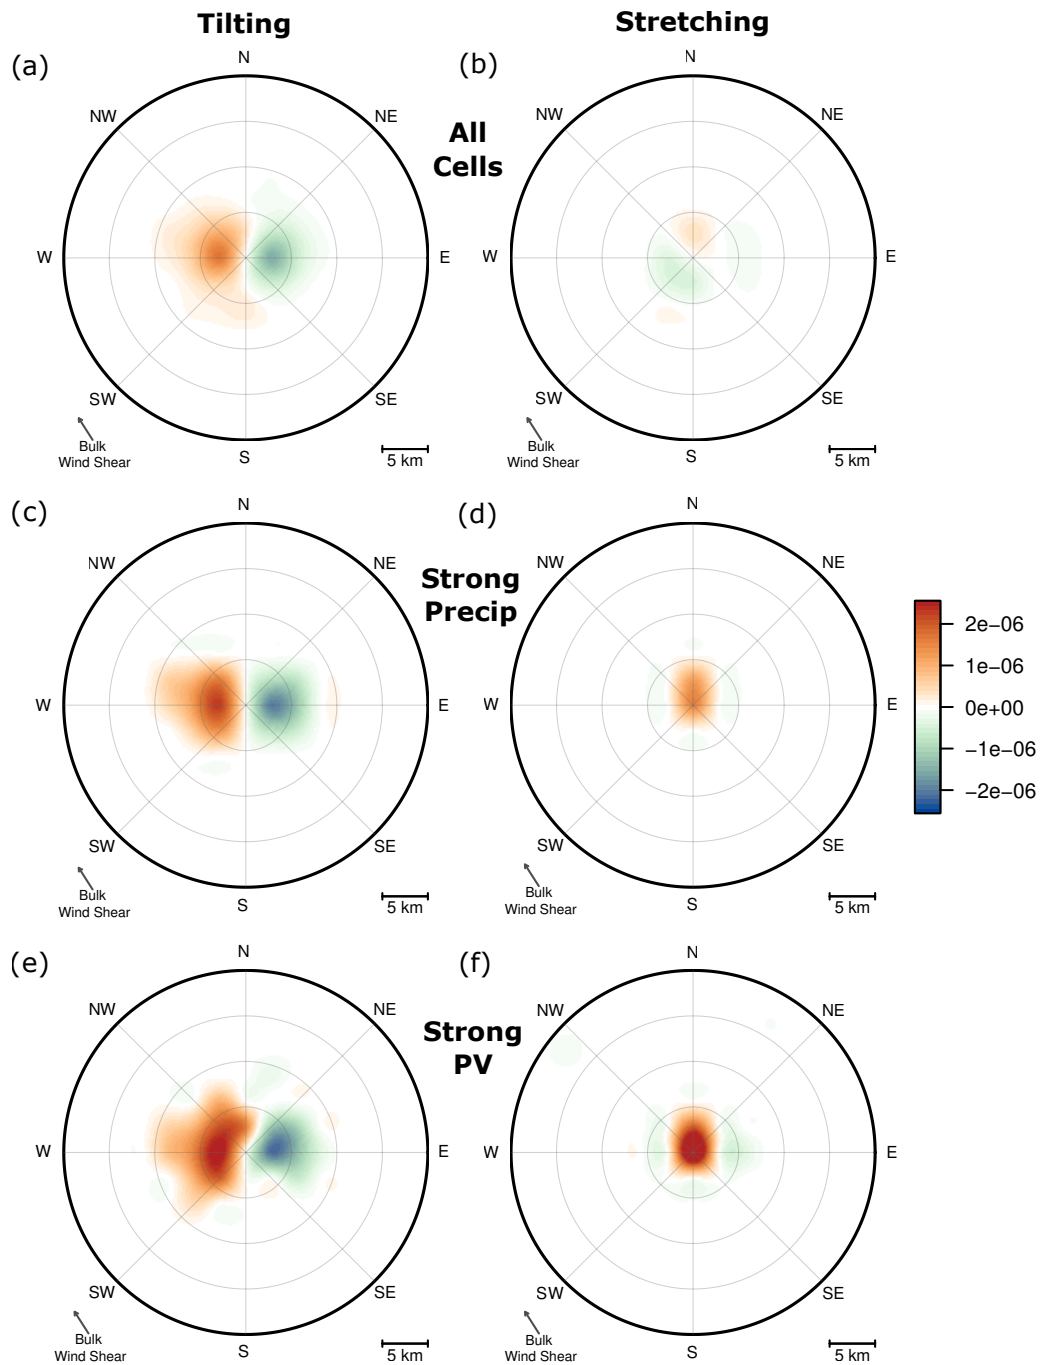 Tilting
Stretching
(a)
N
NW
NE
W
E
SW
SE
S
Bulk
Wind Shear
5 km
(b)
N
NW
NE
W
E
SW
SE
S
Bulk
Wind Shear
5 km
All
Cells
(c)
N
NW
NE
W
E
SW
SE
S
Bulk
Wind Shear
5 km
(d)
N
NW
NE
W
E
SW
SE
S
Bulk
Wind Shear
5 km
Strong
Precip
2e−06
1e−06
0e+00
−1e−06
−2e−06
(e)
N
NW
NE
W
E
SW
SE
S
Bulk
Wind Shear
5 km
(f)
N
NW
NE
W
E
SW
SE
S
Bulk
Wind Shear
5 km
Strong
PV